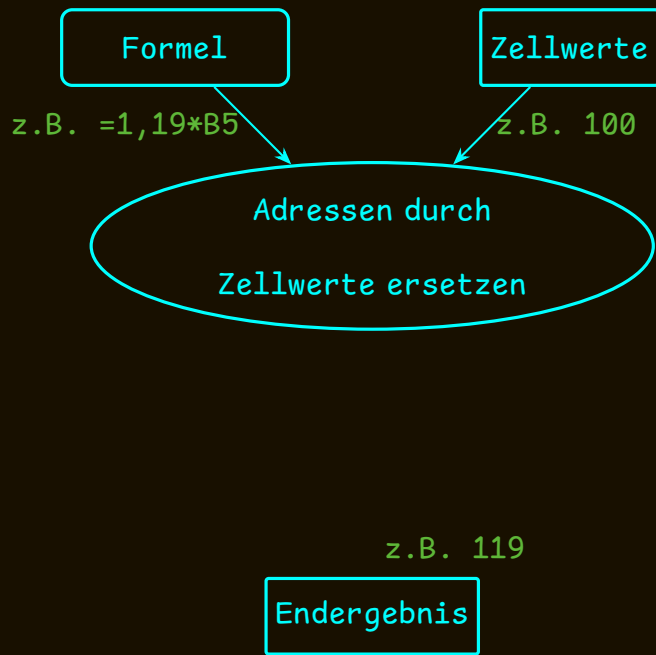 Formel
Zellwerte
z.B. =1,19*B5
z.B. 100
Adressen durch
Zellwerte ersetzen
z.B. 119
Endergebnis